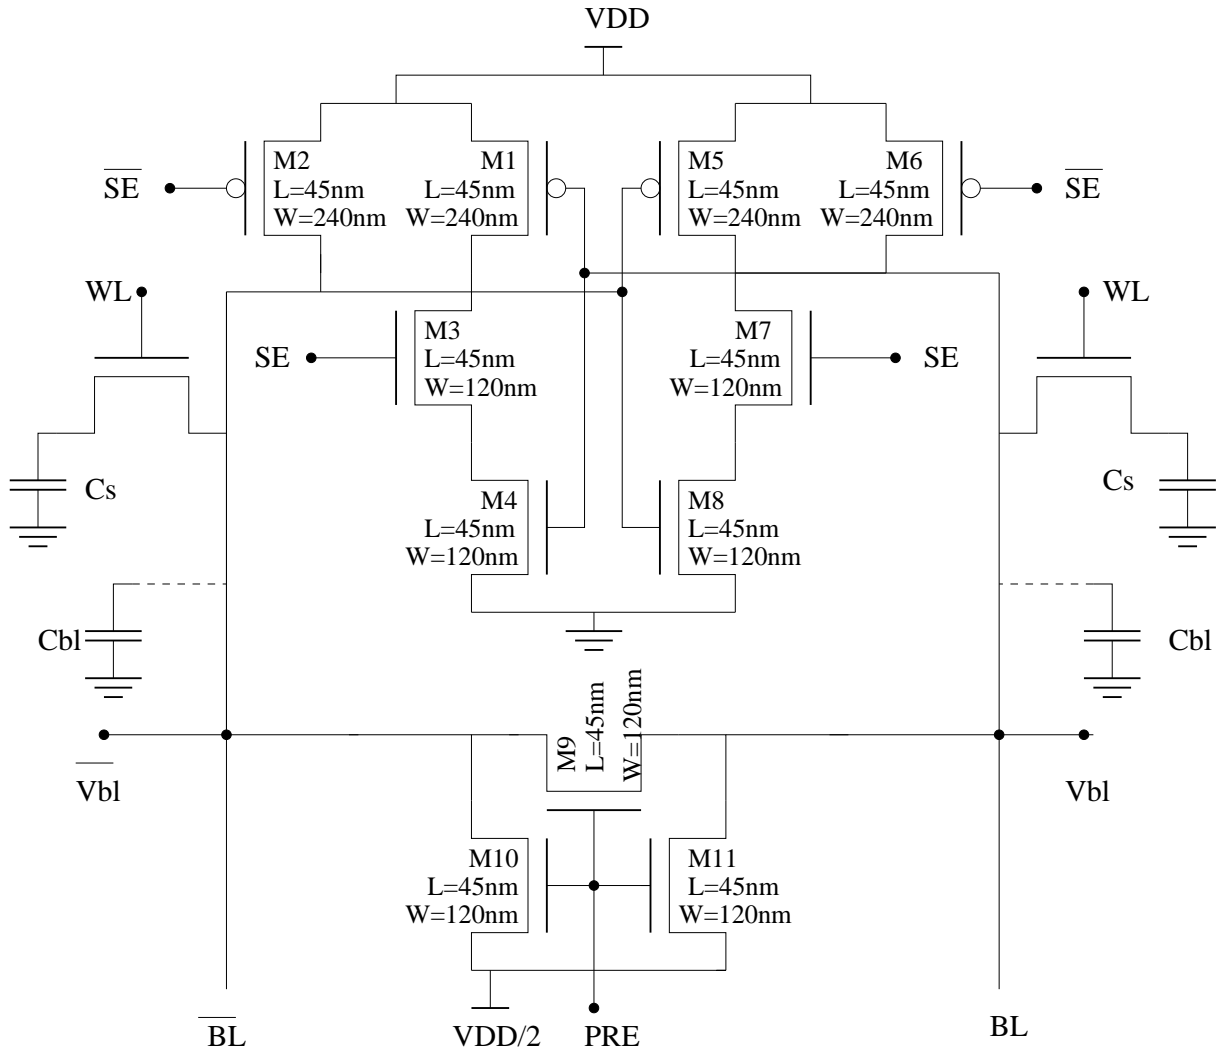 VDD
SE
M2
L=45nm
W=240nm
M1
L=45nm
W=240nm
M5
L=45nm
W=240nm
M6
L=45nm
W=240nm
SE
WL
SE
M3
L=45nm
W=120nm
M7
L=45nm
W=120nm
SE
WL
Cs
M4
L=45nm
W=120nm
M8
L=45nm
W=120nm
Cs
Cbl
Cbl
M9
L=45nm
W=120nm
Vbl
Vbl
M10
L=45nm
W=120nm
M11
L=45nm
W=120nm
BL
VDD/2
PRE
BL